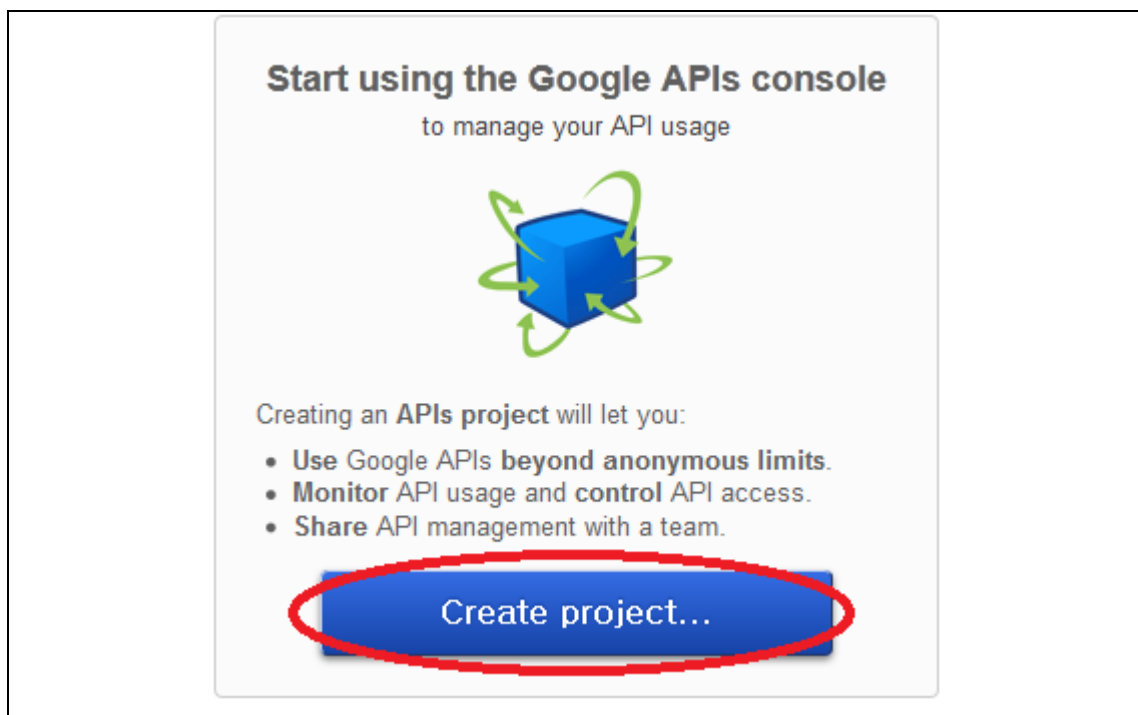 Start using the Google APIs console
to manage your API usage
Creating an APIs project will let you:
• Use Google APIs beyond anonymous limits.
• Monitor API usage and control API access.
• Share API management with a team.
Create project...